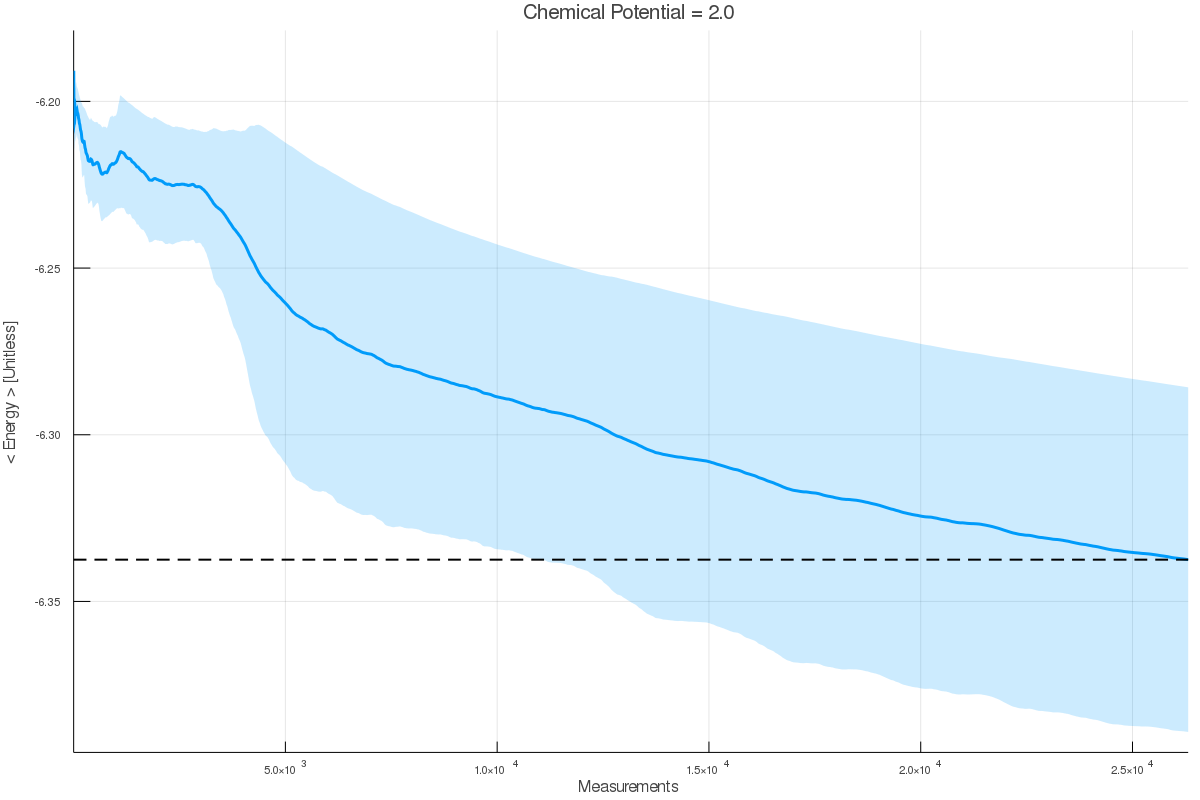 Chemical Potential = 2.0
-6.20
-6.25
-6.30
-6.35
< Energy > [Unitless]
5.0×10³ 1.0×10⁴ 1.5×10⁴ 2.0×10⁴ 2.5×10⁴
Measurements